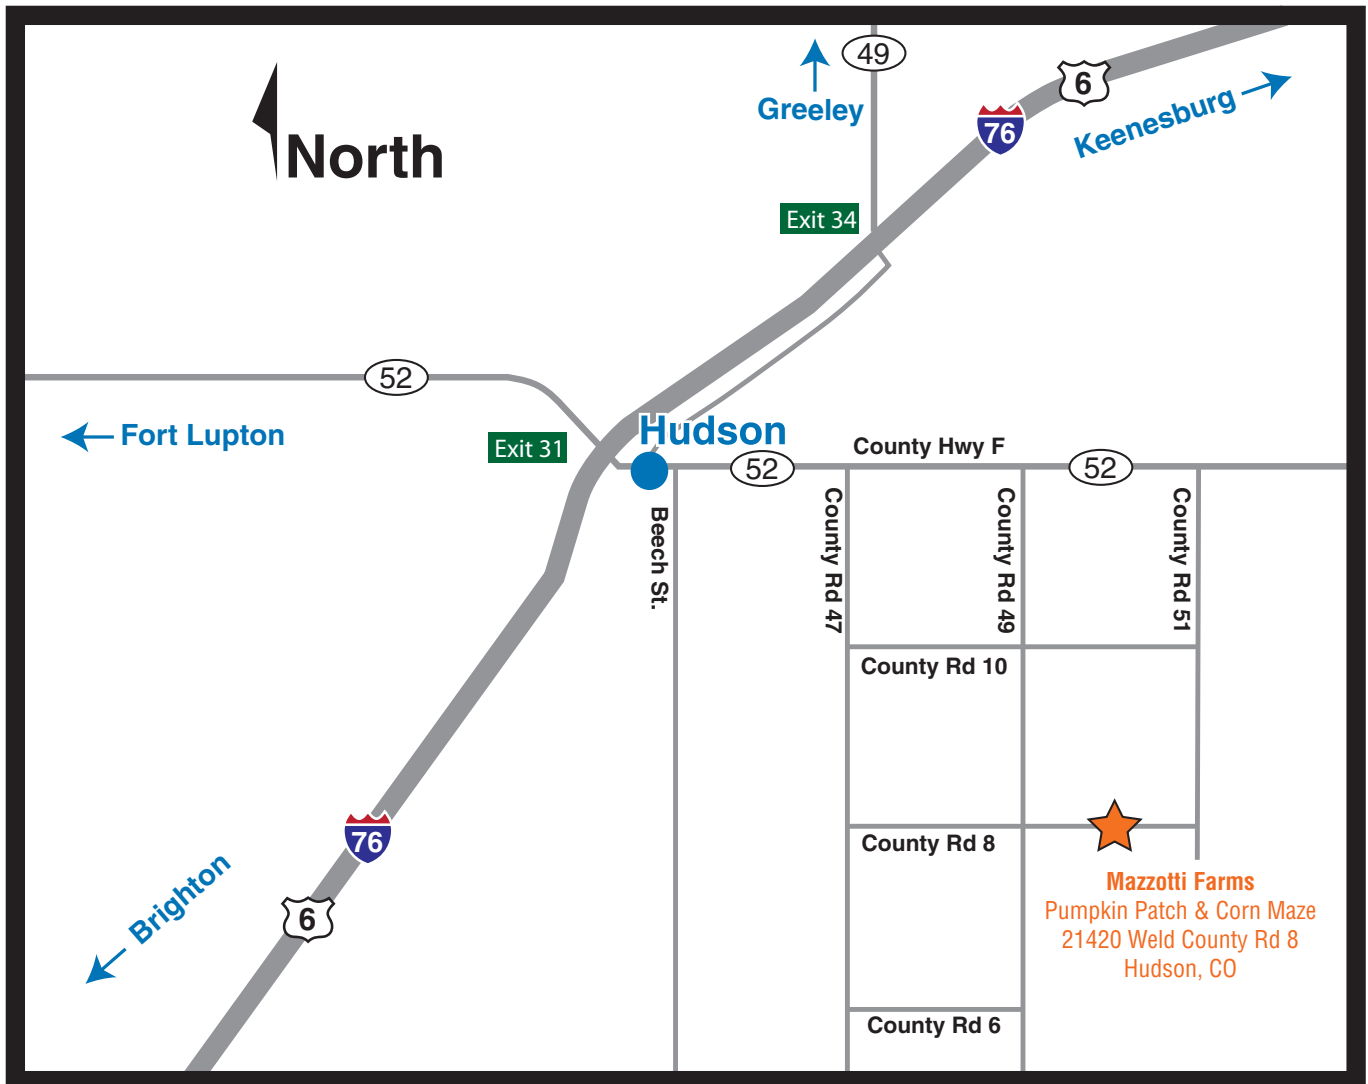 49
6
Greeley
76
Keenesburg
North
Exit 34
52
Fort Lupton
Hudson
Exit 31
County Hwy F
52
52
Beech St.
County Rd 47
County Rd 49
County Rd 51
County Rd 10
76
County Rd 8
Brighton
6
Mazzotti Farms
Pumpkin Patch & Corn Maze
21420 Weld County Rd 8
Hudson, CO
County Rd 6